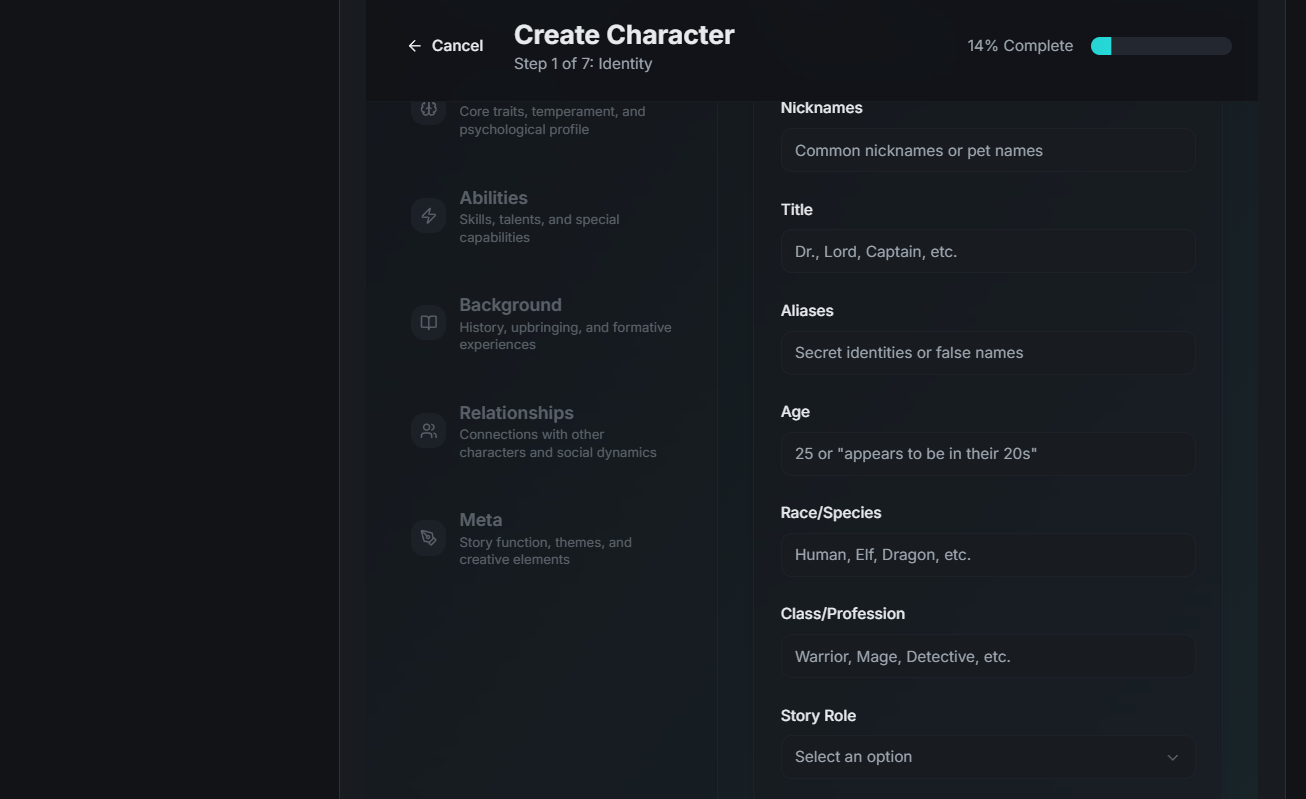 Cancel
Create Character
Step 1 of 7: Identity
14% Complete
Core traits, temperament, and
psychological profile
Abilities
Skills, talents, and special
capabilities
Background
History, upbringing, and formative
experiences
Relationships
Connections with other
characters and social dynamics
Meta
Story function, themes, and
creative elements
Nicknames
Common nicknames or pet names
Title
Dr., Lord, Captain, etc.
Aliases
Secret identities or false names
Age
25 or "appears to be in their 20s"
Race/Species
Human, Elf, Dragon, etc.
Class/Profession
Warrior, Mage, Detective, etc.
Story Role
Select an option